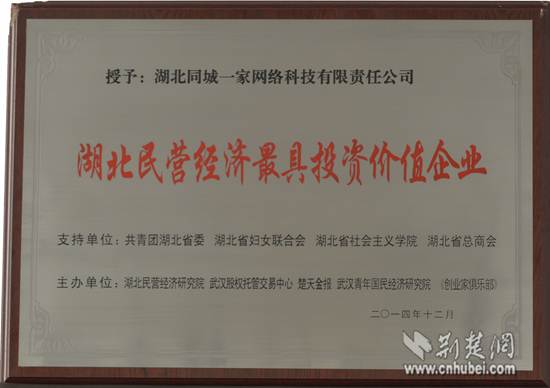 授予：湖北同城一家网络科技有限责任公司
湖北民营经济最具投资价值企业
支持单位：共青团湖北省委 湖北省妇女联合会 湖北省社会主义学院 湖北省总商会
主办单位：湖北民营经济研究院 武汉股权托管交易中心 楚天金报 武汉青年国民经济研究院 《创业家俱乐部》
二〇一四年十二月
荆楚网
www.cnhubei.com